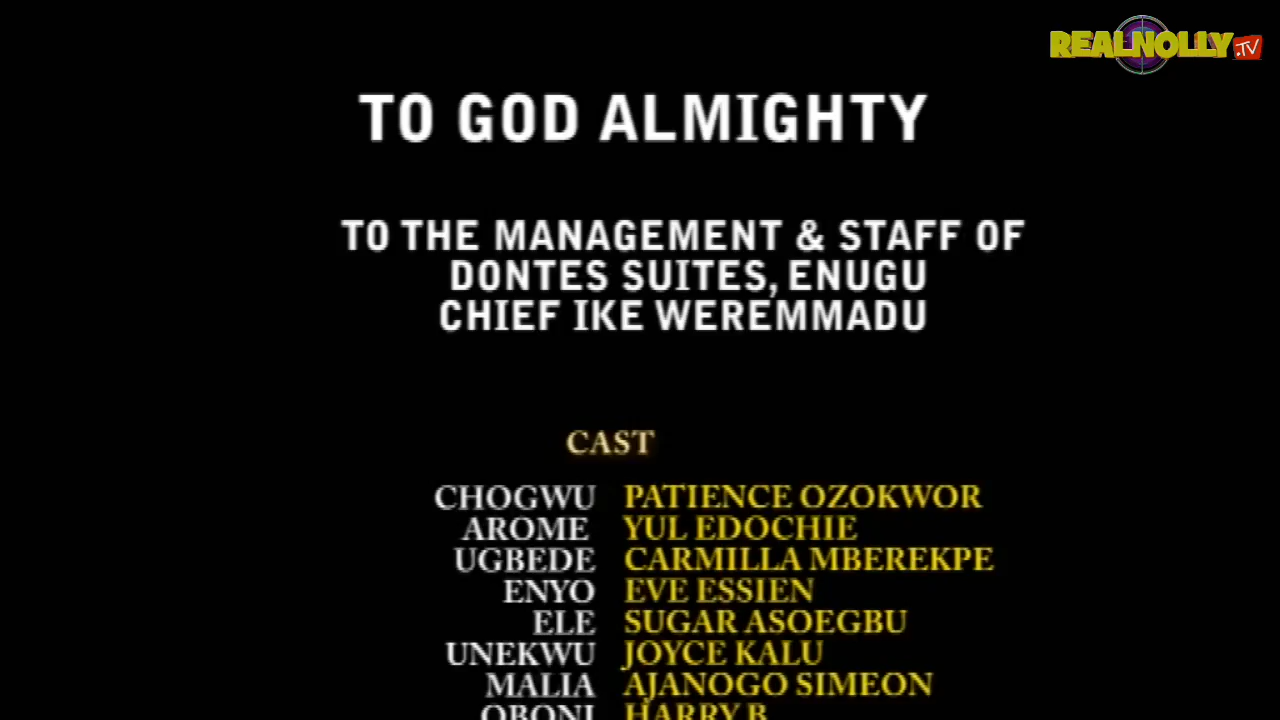 REALNOLLY.TV
TO GOD ALMIGHTY
TO THE MANAGEMENT & STAFF OF
DONTES SUITES, ENUGU
CHIEF IKE WEREMMADU
CAST
CHOGWU PATIENCE OZOKWOR
AROME YUL EDOCHIE
UGBEDE CARMILLA MBEREKPE
ENYO EVE ESSIEN
ELE SUGAR ASOEGBU
UNEKWU JOYCE KALU
MALIA AJANOGO SIMEON
OBONI HARRY B